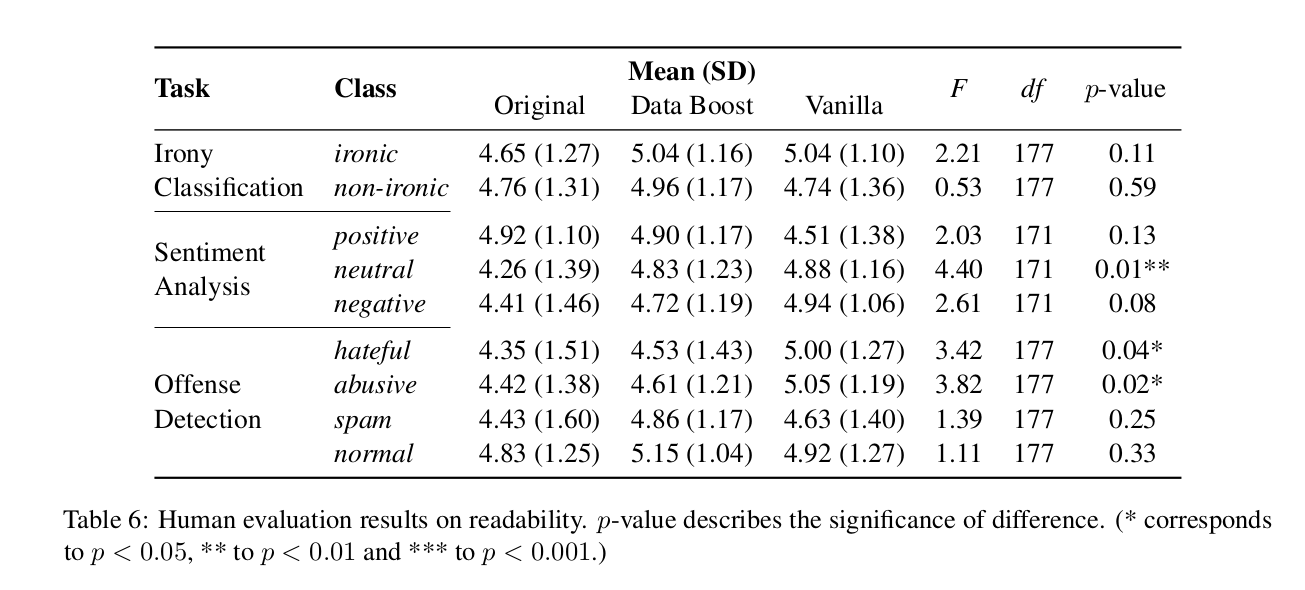 Task Class Mean (SD) F df p-value
Original Data Boost Vanilla
Irony ironic 4.65 (1.27) 5.04 (1.16) 5.04 (1.10) 2.21 177 0.11
Classification non-ironic 4.76 (1.31) 4.96 (1.17) 4.74 (1.36) 0.53 177 0.59
positive 4.92 (1.10) 4.90 (1.17) 4.51 (1.38) 2.03 171 0.13
Sentiment
neutral 4.26 (1.39) 4.83 (1.23) 4.88 (1.16) 4.40 171 0.01**
Analysis
negative 4.41 (1.46) 4.72 (1.19) 4.94 (1.06) 2.61 171 0.08
hateful 4.35 (1.51) 4.53 (1.43) 5.00 (1.27) 3.42 177 0.04*
Offense abusive 4.42 (1.38) 4.61 (1.21) 5.05 (1.19) 3.82 177 0.02*
Detection spam 4.43 (1.60) 4.86 (1.17) 4.63 (1.40) 1.39 177 0.25
normal 4.83 (1.25) 5.15 (1.04) 4.92 (1.27) 1.11 177 0.33
Table 6: Human evaluation results on readability. p-value describes the significance of difference. (* corresponds
to p < 0.05, ** to p < 0.01 and *** to p < 0.001.)